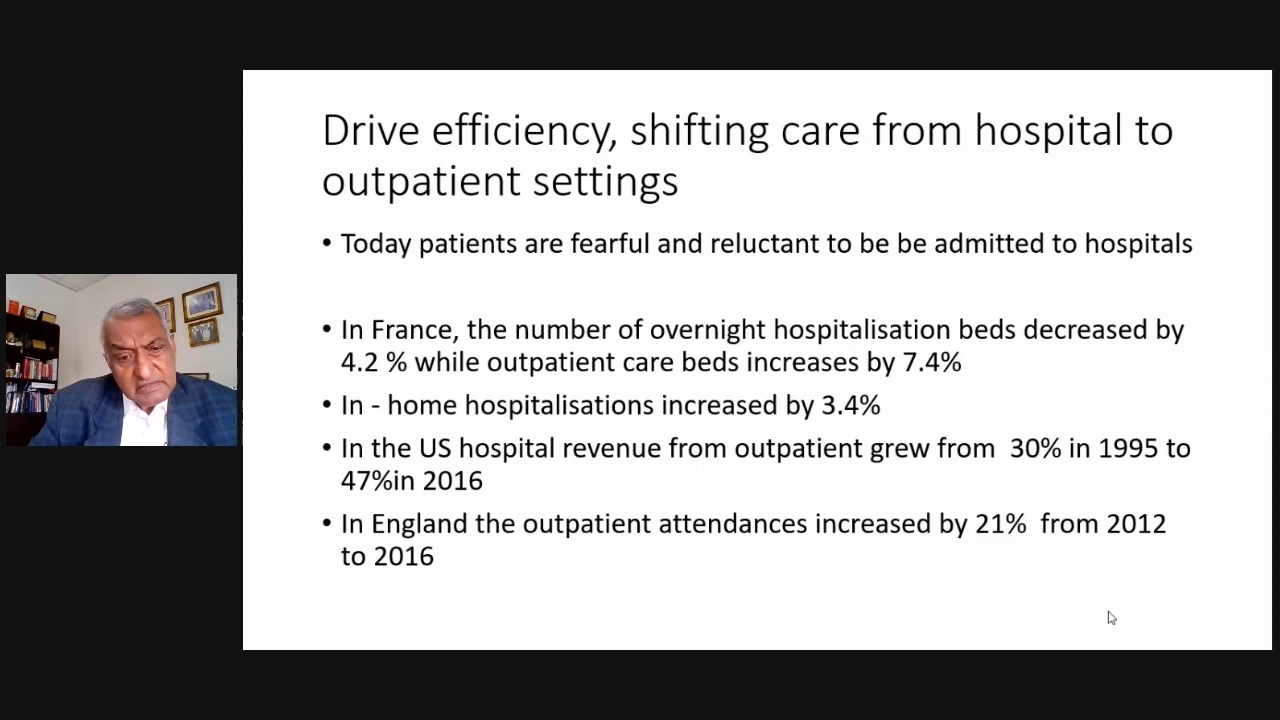 Drive efficiency, shifting care from hospital to
outpatient settings
• Today patients are fearful and reluctant to be be admitted to hospitals
• In France, the number of overnight hospitalisation beds decreased by
4.2 % while outpatient care beds increases by 7.4%
• In - home hospitalisations increased by 3.4%
• In the US hospital revenue from outpatient grew from  30% in 1995 to
47%in 2016
• In England the outpatient attendances increased by 21%  from 2012
to 2016